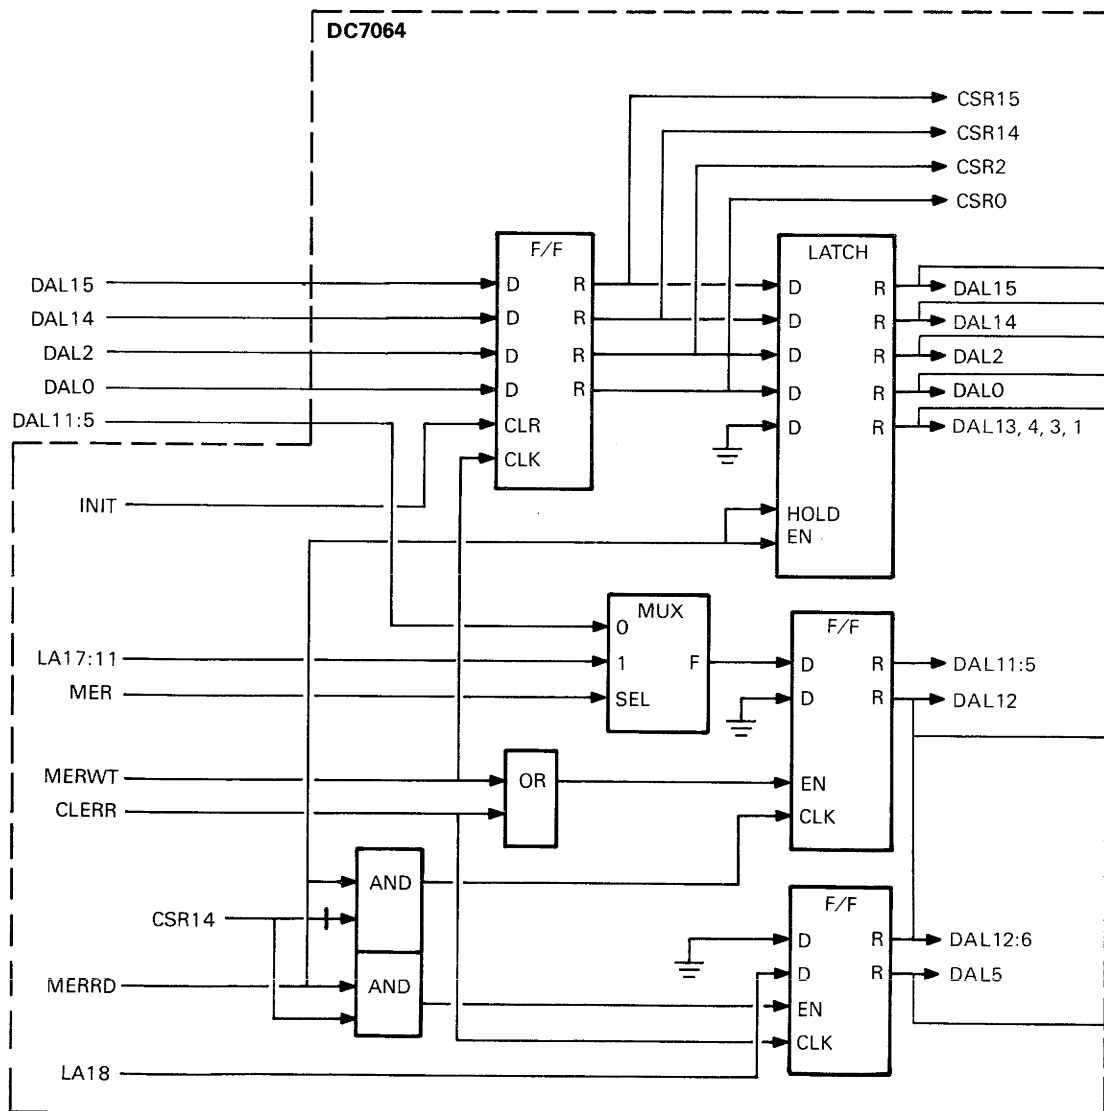 DC7064
CSR15
CSR14
CSR2
CSR0
F/F
LATCH
DAL15
D
R
D
R
DAL15
DAL14
D
R
D
R
DAL14
DAL2
D
R
D
R
DAL2
DAL0
D
R
D
R
DAL0
DAL11:5
CLR
D
R
DAL13, 4, 3, 1
CLK
INIT
HOLD
EN
MUX
F/F
0
LA17:11
1
F
D
R
DAL11:5
MER
SEL
D
R
DAL12
MERWT
OR
EN
CLERR
CLK
AND
F/F
CSR14
D
R
DAL12:6
MERRD
AND
D
R
DAL5
EN
CLK
LA18